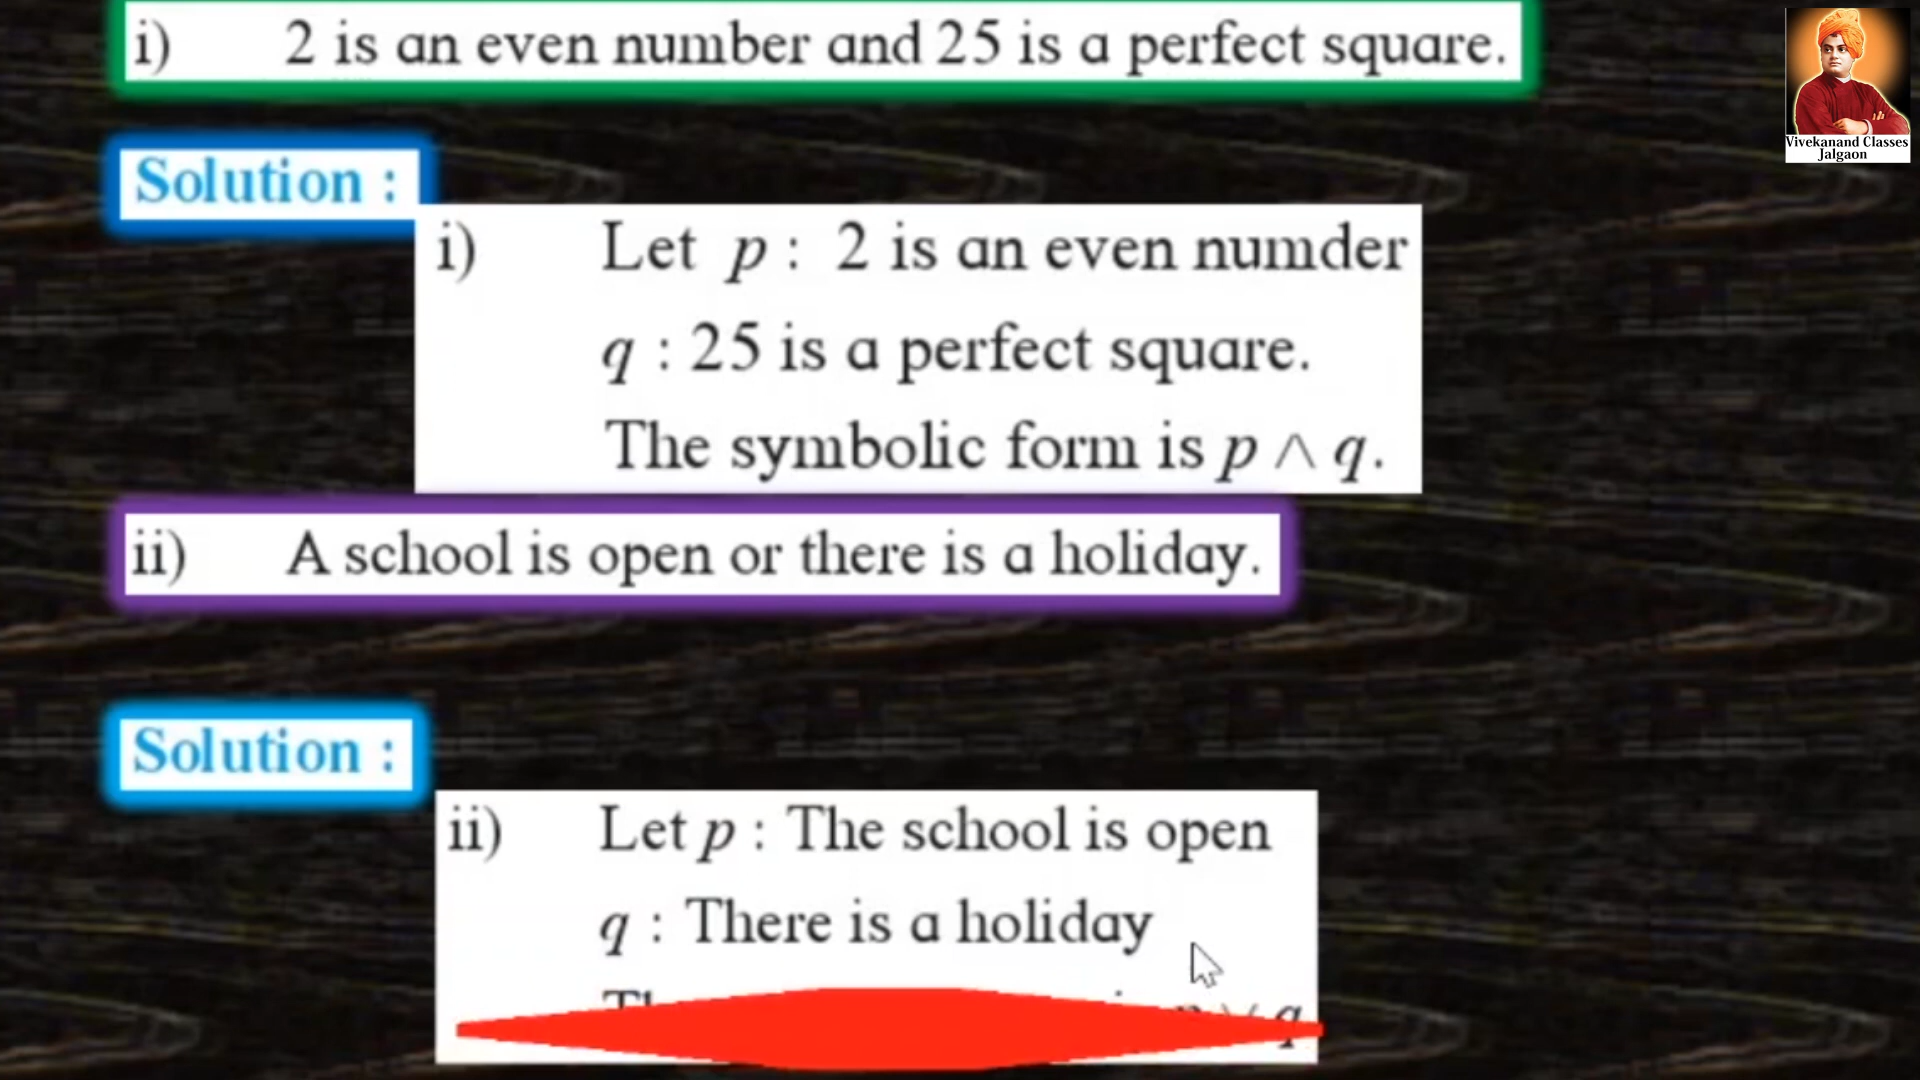 i) 2 is an even number and 25 is a perfect square.
Vivekanand Classes
Jalgaon
Solution :
i) Let p : 2 is an even numder
q : 25 is a perfect square.
The symbolic form is p ∧ q.
ii) A school is open or there is a holiday.
Solution :
ii) Let p : The school is open
q : There is a holiday